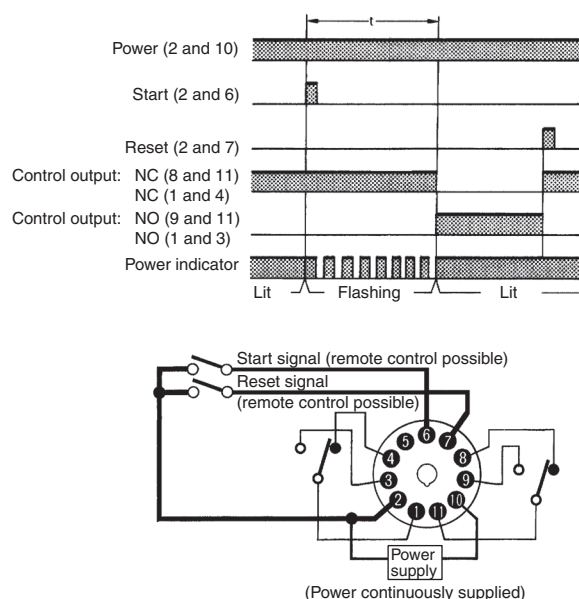 t
Power (2 and 10)
Start (2 and 6)
Reset (2 and 7)
Control output: NC (8 and 11)
NC (1 and 4)
Control output: NO (9 and 11)
NO (1 and 3)
Power indicator
Lit Flashing Lit
Start signal (remote control possible)
Reset signal
(remote control possible)
6
5 7
4 8
3 9
2 10
1 11
Power
supply
(Power continuously supplied)